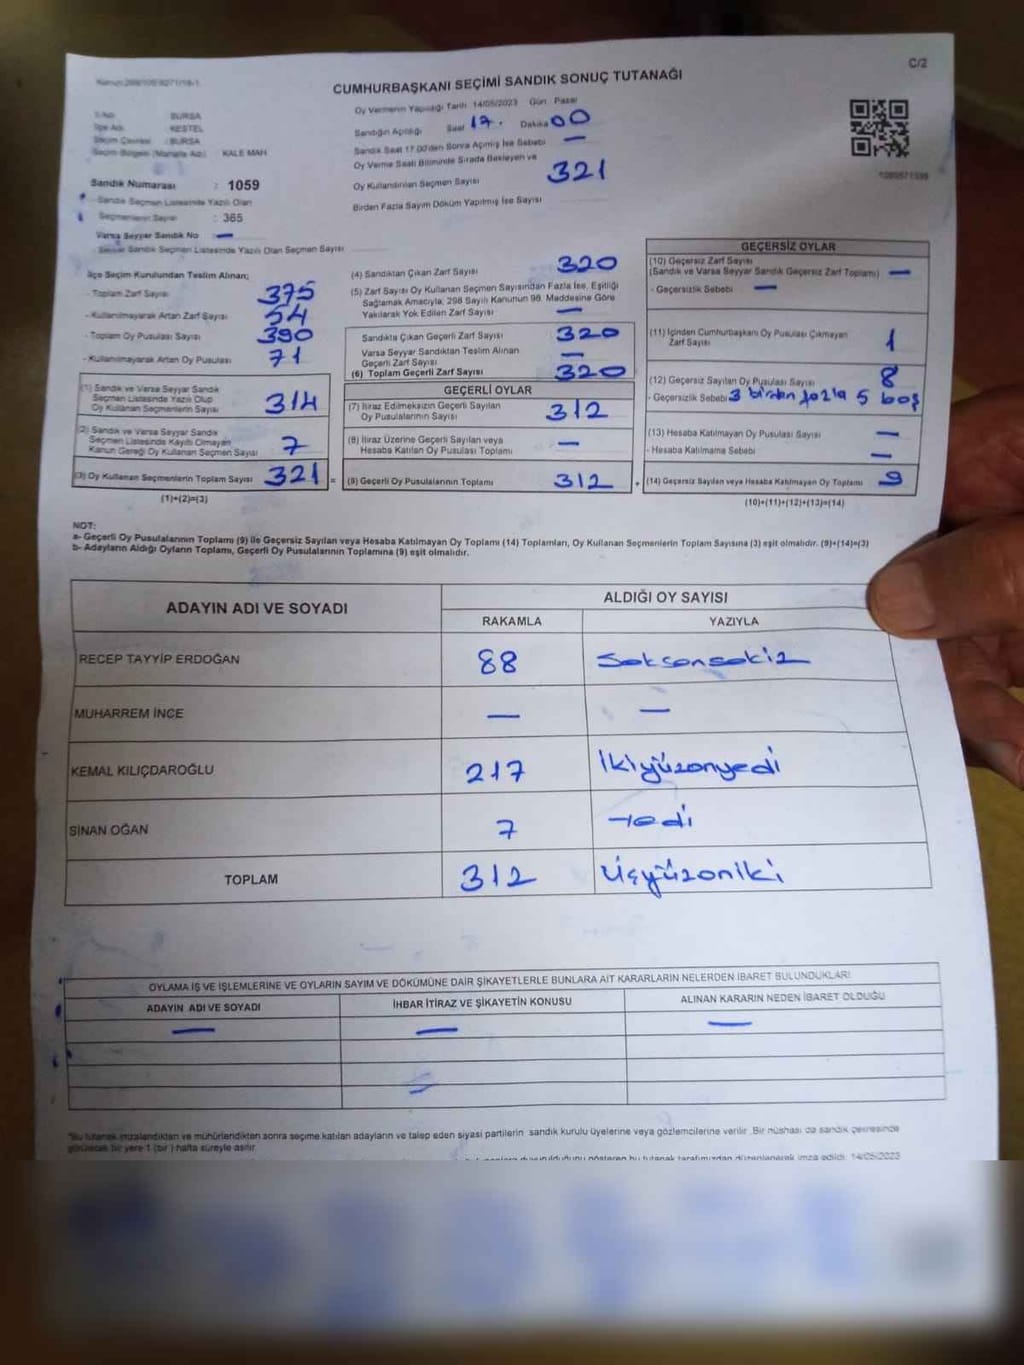 C/2
CUMHURBAŞKANI SEÇİMİ SANDIK SONUÇ TUTANAĞI
Oy Vermenin Yapıldığı Tarih 14/05/2023 Gün Pazar
Sandığın Açıldığı Saat 17. Dakika 00
Sandık Saat 17:00'den Sonra Açılmış İse Sebebi —
Oy Verme Saati Bitiminde Sırada Bekleyen ve
Oy Kullandırılan Seçmen Sayısı 321
Birden Fazla Sayım Döküm Yapılmış İse Sayısı
İli Adı : BURSA
İlçe Adı : KESTEL
Seçim Çevresi : BURSA
Seçim Bölgesi (Mahalle Adı) : KALE MAH
Sandık Numarası : 1059
- Sandık Seçmen Listesinde Yazılı Olan
Seçmenlerin Sayısı : 365
Varsa Seyyar Sandık No : —
- Seyyar Sandık Seçmen Listesinde Yazılı Olan Seçmen Sayısı
İlçe Seçim Kurulundan Teslim Alınan;
- Toplam Zarf Sayısı 375
- Kullanılmayarak Artan Zarf Sayısı 54
- Toplam Oy Pusulası Sayısı 390
- Kullanılmayarak Artan Oy Pusulası 71
(1) Sandık ve Varsa Seyyar Sandık
Seçmen Listesinde Yazılı Olup
Oy Kullanan Seçmenlerin Sayısı 314
(2) Sandık ve Varsa Seyyar Sandık
Seçmen Listesinde Kayıtlı Olmayan
Kanun Gereği Oy Kullanan Seçmen Sayısı 7
(3) Oy Kullanan Seçmenlerin Toplam Sayısı 321 =
(1)+(2)=(3)
(4) Sandıktan Çıkan Zarf Sayısı 320
(5) Zarf Sayısı Oy Kullanan Seçmen Sayısından Fazla İse, Eşitliği
Sağlamak Amacıyla, 298 Sayılı Kanunun 98. Maddesine Göre
Yakılarak Yok Edilen Zarf Sayısı —
Sandıkta Çıkan Geçerli Zarf Sayısı 320
Varsa Seyyar Sandıktan Teslim Alınan
Geçerli Zarf Sayısı —
(6) Toplam Geçerli Zarf Sayısı 320
GEÇERLİ OYLAR
(7) İtiraz Edilmeksizin Geçerli Sayılan
Oy Pusulalarının Sayısı 312
(8) İtiraz Üzerine Geçerli Sayılan veya
Hesaba Katılan Oy Pusulası Toplamı —
(9) Geçerli Oy Pusulalarının Toplamı 312 +
GEÇERSİZ OYLAR
(10) Geçersiz Zarf Sayısı
(Sandık ve Varsa Seyyar Sandık Geçersiz Zarf Toplamı) —
- Geçersizlik Sebebi —
(11) İçinden Cumhurbaşkanı Oy Pusulası Çıkmayan
Zarf Sayısı 1
(12) Geçersiz Sayılan Oy Pusulası Sayısı 8
- Geçersizlik Sebebi 3 birden fazla 5 boş
(13) Hesaba Katılmayan Oy Pusulası Sayısı —
- Hesaba Katılmama Sebebi —
(14) Geçersiz Sayılan veya Hesaba Katılmayan Oy Toplamı 9
(10)+(11)+(12)+(13)=(14)
NOT:
a- Geçerli Oy Pusulalarının Toplamı (9) ile Geçersiz Sayılan veya Hesaba Katılmayan Oy Toplamı (14) Toplamları, Oy Kullanan Seçmenlerin Toplam Sayısına (3) eşit olmalıdır. (9)+(14)=(3)
b- Adayların Aldığı Oyların Toplamı, Geçerli Oy Pusulalarının Toplamına (9) eşit olmalıdır.
ADAYIN ADI VE SOYADI ALDIĞI OY SAYISI
RAKAMLA YAZIYLA
RECEP TAYYİP ERDOĞAN 88 Seksensekiz
MUHARREM İNCE — —
KEMAL KILIÇDAROĞLU 217 İkiyüzonyedi
SİNAN OĞAN 7 Yedi
TOPLAM 312 Üçyüzoniki
OYLAMA İŞ VE İŞLEMLERİNE VE OYLARIN SAYIM VE DÖKÜMÜNE DAİR ŞİKAYETLERLE BUNLARA AİT KARARLARIN NELERDEN İBARET BULUNDUKLARI
ADAYIN ADI VE SOYADI İHBAR İTİRAZ VE ŞİKAYETİN KONUSU ALINAN KARARIN NEDEN İBARET OLDUĞU
— — —
*Bu tutanak imzalandıktan ve mühürlendikten sonra seçime katılan adayların ve talep eden siyasi partilerin sandık kurulu üyelerine veya gözlemcilerine verilir. Bir nüshası da sandık çevresinde
görülecek bir yere 1 (bir) hafta süreyle asılır.
duyurulduğunu gösteren bu tutanak tarafımızdan düzenlenerek imza edildi. 14/05/2023